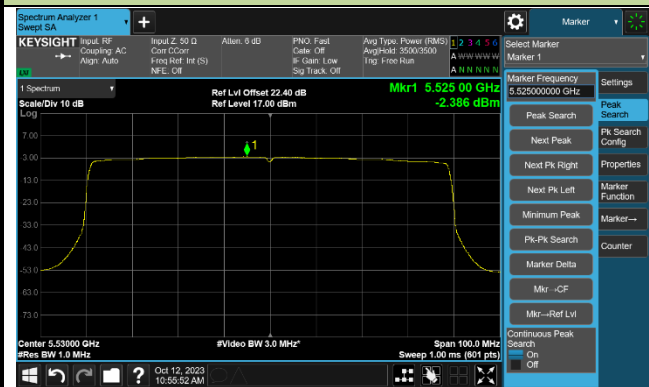 Spectrum Analyzer 1
Swept SA
Marker
KEYSIGHT
Input: RF
Coupling: AC
Align: Auto
Input Z: 50 Ω
Corr CCorr
Freq Ref: Int (S)
NFE: Off
Atten: 6 dB
PNO: Fast
Gate: Off
IF Gain: Low
Sig Track: Off
Avg Type: Power (RMS)
Avg|Hold: 3500/3500
Trig: Free Run
1 2 3 4 5 6
A W W W W W
A N N N N N
Select Marker
Marker 1
1 Spectrum
Scale/Div 10 dB
Log
Ref Lvl Offset 22.40 dB
Ref Level 17.00 dBm
Mkr1 5.525 00 GHz
-2.386 dBm
1
7.00
-3.00
-13.0
-23.0
-33.0
-43.0
-53.0
-63.0
-73.0
Center 5.53000 GHz
#Res BW 1.0 MHz
#Video BW 3.0 MHz*
Span 100.0 MHz
Sweep 1.00 ms (601 pts)
Marker Frequency
5.525000000 GHz
Peak Search
Next Peak
Next Pk Right
Next Pk Left
Minimum Peak
Pk-Pk Search
Marker Delta
Mkr→CF
Mkr→Ref Lvl
Continuous Peak
Search
On
Off
Settings
Peak
Search
Pk Search
Config
Properties
Marker
Function
Marker→
Counter
Oct 12, 2023
10:55:52 AM